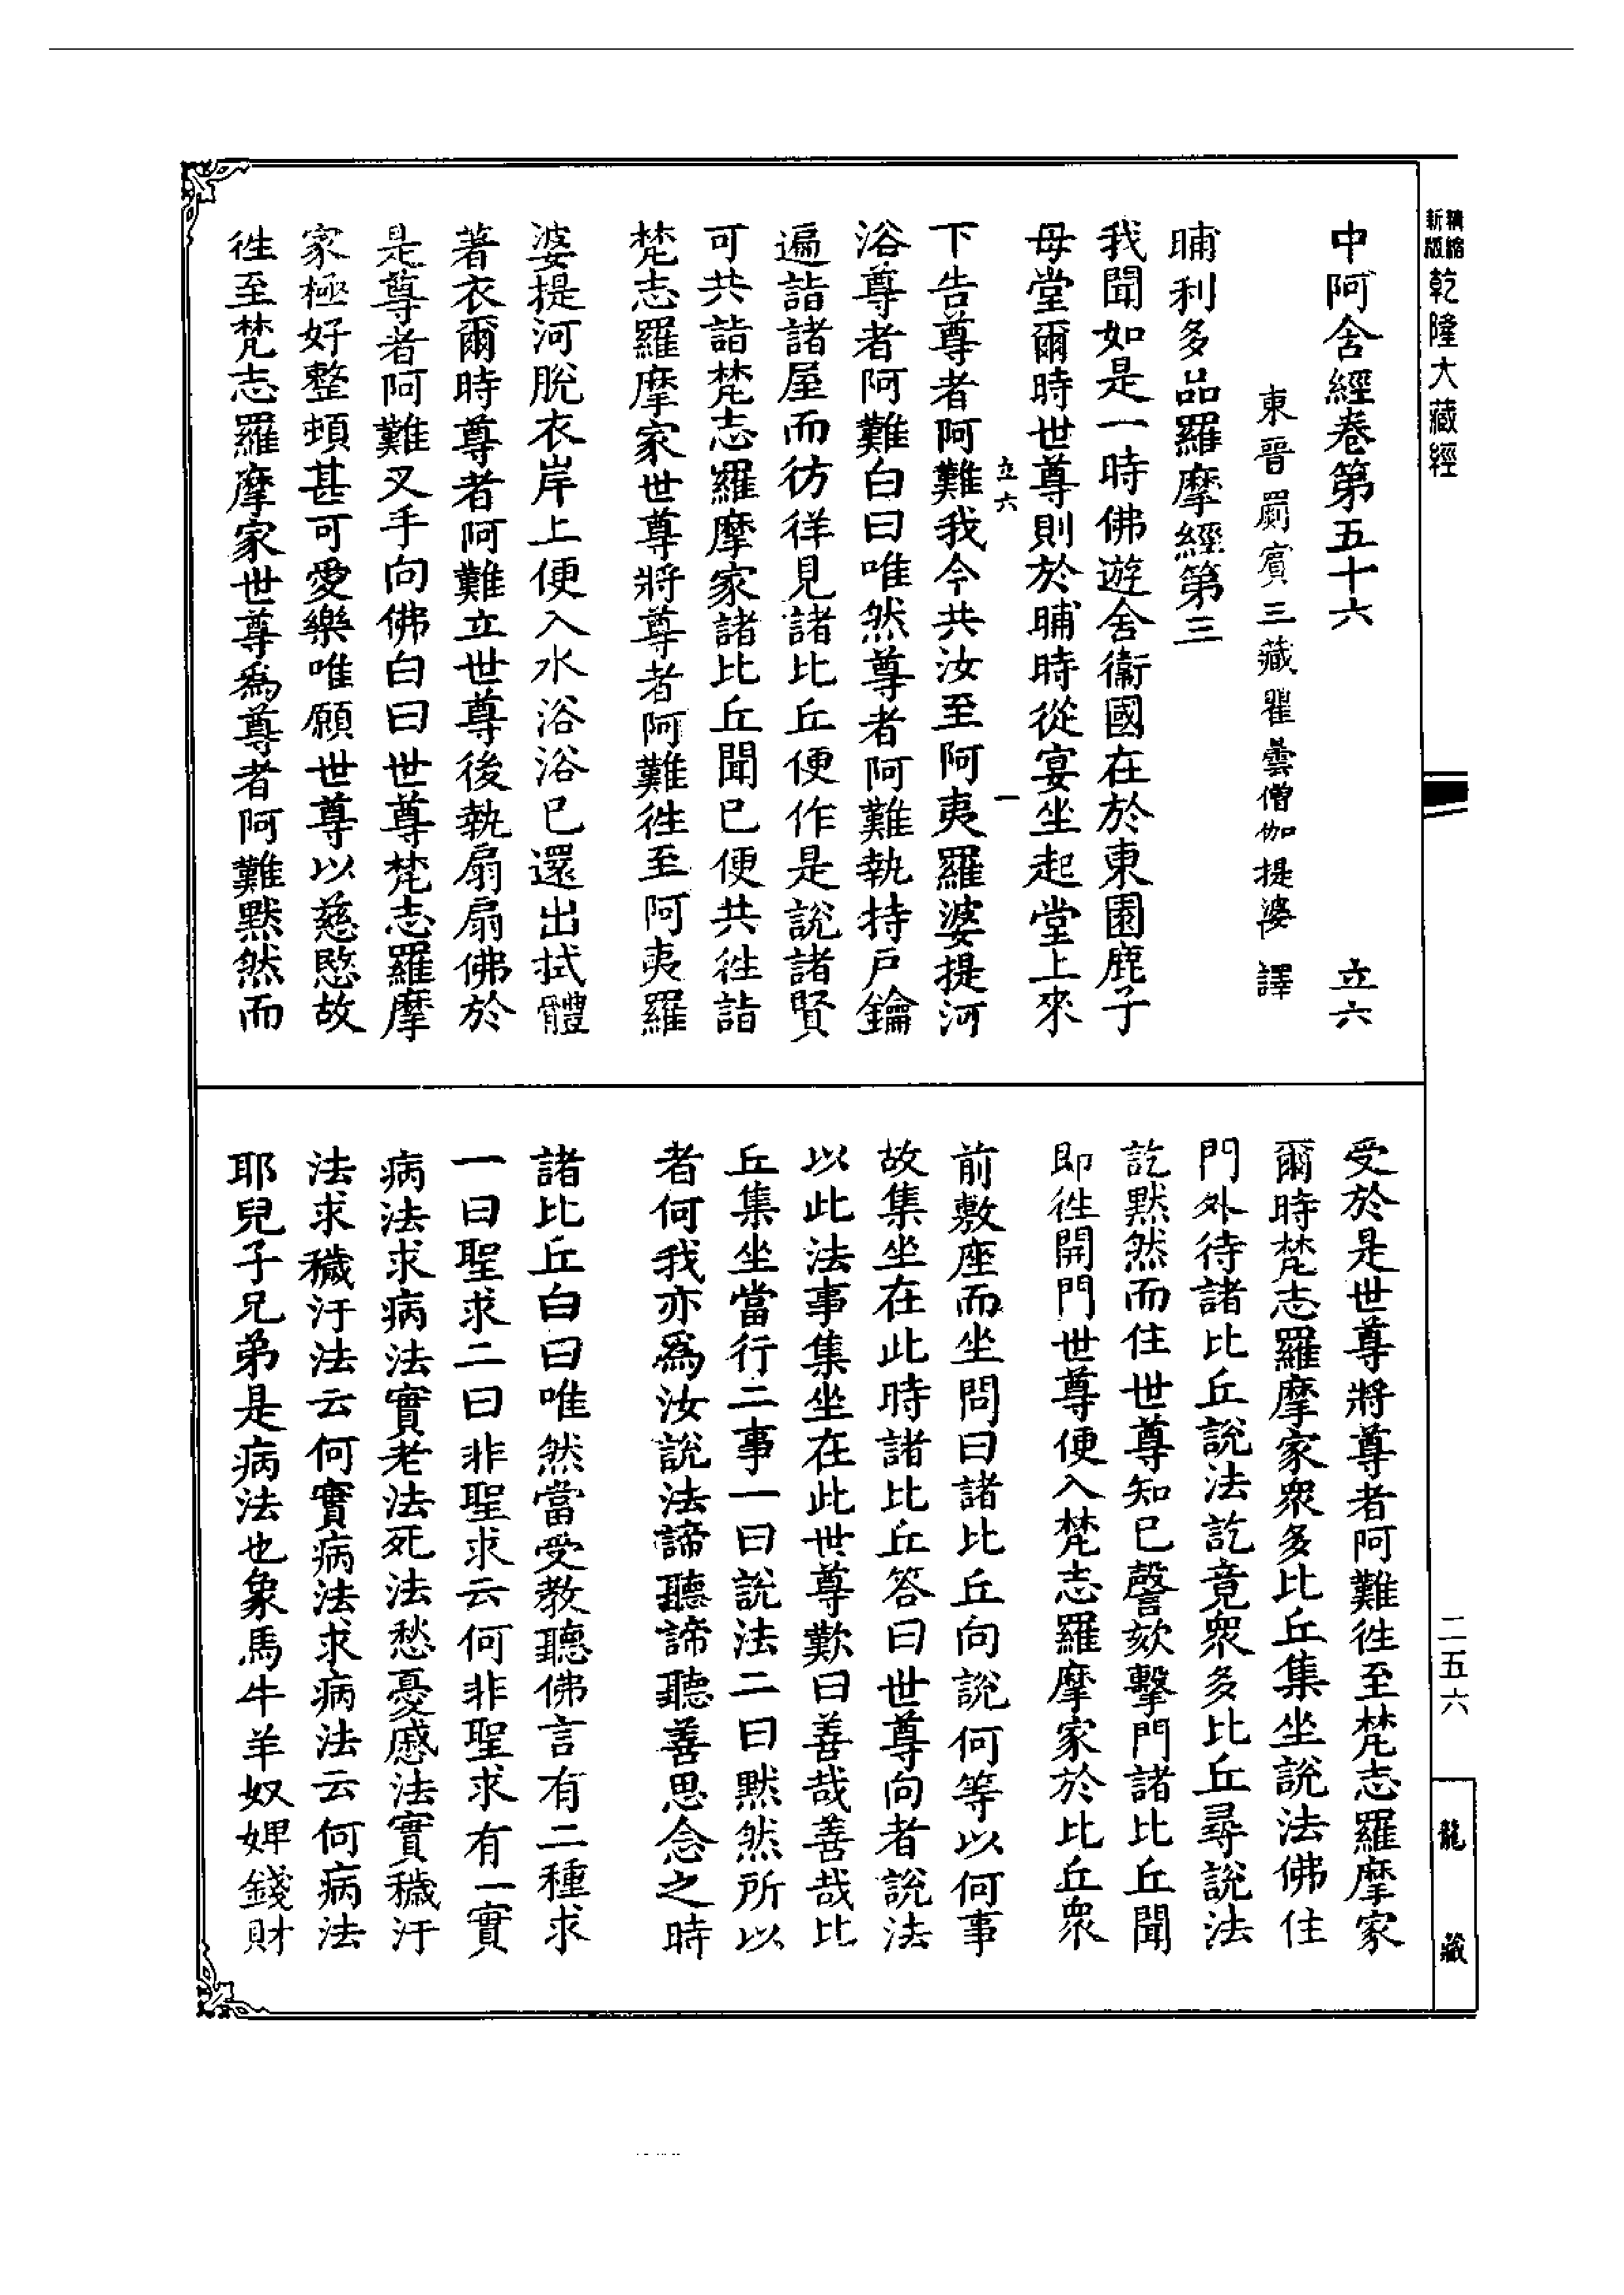 新版精縮乾隆大藏經
中阿含經卷第五十六 立六
東晉罽賓三藏瞿曇僧伽提婆 譯
晡利多品羅摩經第三
我聞如是一時佛遊舍衛國在於東園鹿子
母堂爾時世尊則於晡時從宴坐起堂上來
立六 一
下告尊者阿難我今共汝至阿夷羅婆提河
浴尊者阿難白曰唯然尊者阿難執持戶鑰
遍詣諸屋而彷徉見諸比丘便作是說諸賢
可共詣梵志羅摩家諸比丘聞已便共徃詣
梵志羅摩家世尊將尊者阿難徃至阿夷羅
婆提河脫衣岸上便入水浴浴已還出拭體
著衣爾時尊者阿難立世尊後執扇扇佛於
是尊者阿難叉手向佛白曰世尊梵志羅摩
家極好整頓甚可愛樂唯願世尊以慈愍故
徃至梵志羅摩家世尊爲尊者阿難默然而
受於是世尊將尊者阿難徃至梵志羅摩家
爾時梵志羅摩家衆多比丘集坐說法佛住
門外待諸比丘說法訖竟衆多比丘尋說法
訖默然而住世尊知已謦欬擊門諸比丘聞
即徃開門世尊便入梵志羅摩家於比丘衆
前敷座而坐問曰諸比丘向說何等以何事
故集坐在此時諸比丘答曰世尊向者說法
以此法事集坐在此世尊歎曰善哉善哉比
丘集坐當行二事一曰說法二曰默然所以
者何我亦爲汝說法諦聽諦聽善思念之時
諸比丘白曰唯然當受教聽佛言有二種求
一曰聖求二曰非聖求云何非聖求有一實
病法求病法實老法死法愁憂慼法實穢汙
法求穢汙法云何實病法求病法云何病法
耶兒子兄弟是病法也象馬牛羊奴婢錢財
二五六
龍藏